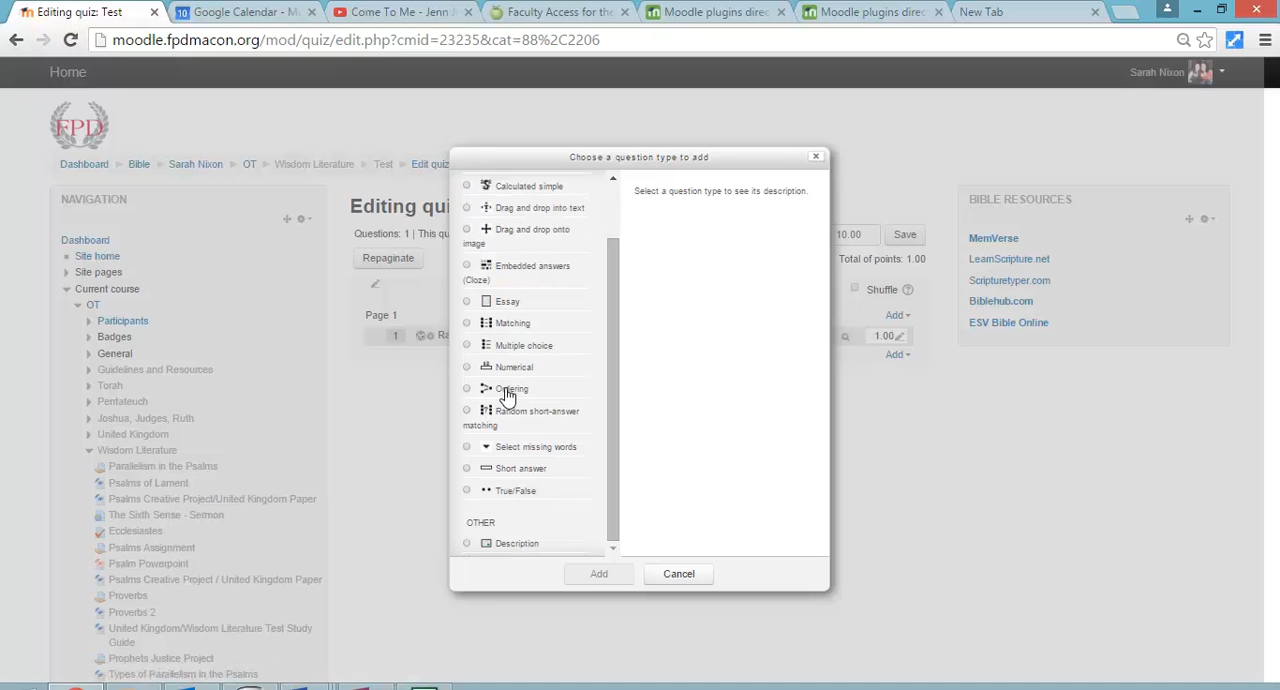 Editing quiz: Test
Google Calendar - M
Come To Me - Jenn J
Faculty Access for the
Moodle plugins direc
Moodle plugins direc
New Tab
moodle.fpdmacon.org/mod/quiz/edit.php?cmid=23235&cat=88%2C2206
Home
Sarah Nixon
FPD
Dashboard
Bible
Sarah Nixon
OT
Wisdom Literature
Test
Edit quiz
NAVIGATION
Dashboard
Site home
Site pages
Current course
OT
Participants
Badges
General
Guidelines and Resources
Torah
Pentateuch
Joshua, Judges, Ruth
United Kingdom
Wisdom Literature
Parallelism in the Psalms
Psalms of Lament
Psalms Creative Project/United Kingdom Paper
The Sixth Sense - Sermon
Ecclesiastes
Psalms Assignment
Psalm Powerpoint
Psalms Creative Project / United Kingdom Paper
Proverbs
Proverbs 2
United Kingdom/Wisdom Literature Test Study
Guide
Prophets Justice Project
Types of Parallelism in the Psalms
Editing qui
Questions: 1 | This qu
Repaginate
Page 1
1
Ra
Choose a question type to add
Calculated simple
Drag and drop into text
Drag and drop onto
image
Embedded answers
(Cloze)
Essay
Matching
Multiple choice
Numerical
Ordering
Random short-answer
matching
Select missing words
Short answer
True/False
OTHER
Description
Select a question type to see its description.
Add
Cancel
10.00
Save
Total of points: 1.00
Shuffle
Add
1.00
Add
BIBLE RESOURCES
MemVerse
LearnScripture.net
Scripturetyper.com
Biblehub.com
ESV Bible Online